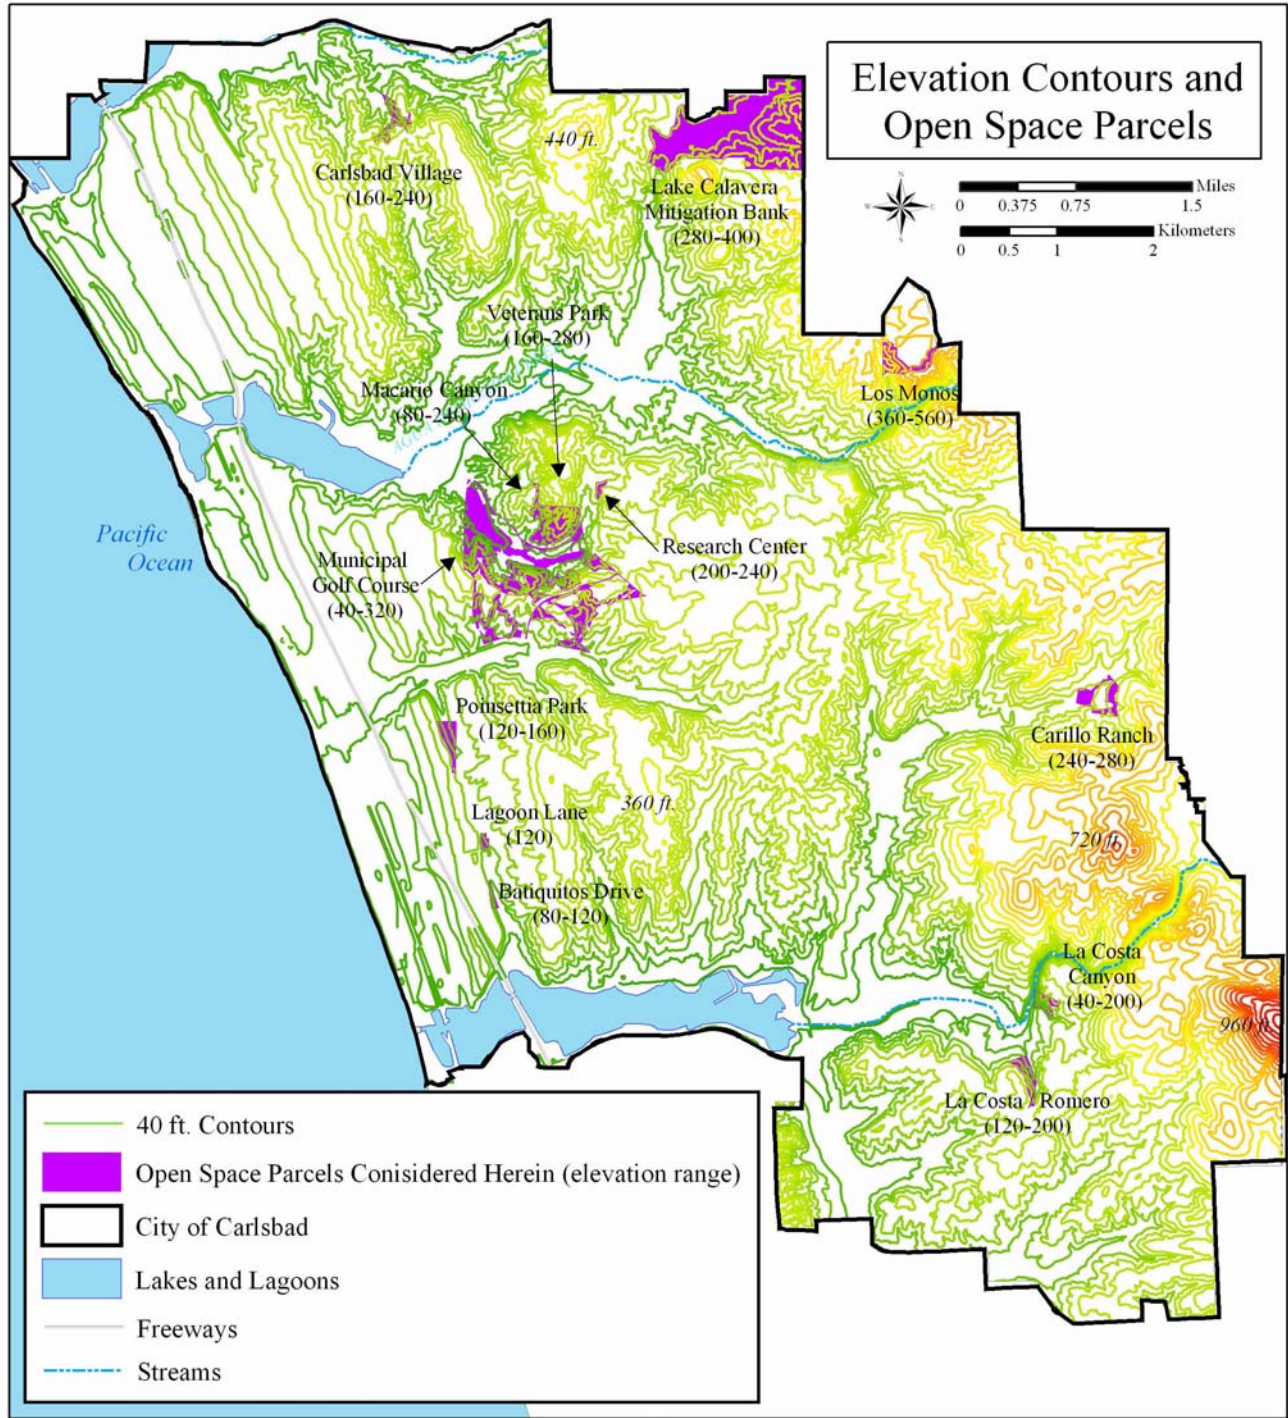 Elevation Contours and
Open Space Parcels
N
W
E
S
Miles
0 0.375 0.75 1.5
Kilometers
0 0.5 1 2
440 ft.
Carlsbad Village
(160-240)
Lake Calavera
Mitigation Bank
(280-400)
Veterans Park
(160-280)
Macario Canyon
(80-240)
Los Monos
(360-560)
Pacific
Ocean
Research Center
(200-240)
Municipal
Golf Course
(40-320)
Poinsettia Park
(120-160)
Carillo Ranch
(240-280)
Lagoon Lane
(120)
360 ft.
720 ft.
Batiquitos Drive
(80-120)
La Costa
Canyon
(40-200)
960 ft.
La Costa Romero
(120-200)
40 ft. Contours
Open Space Parcels Conisidered Herein (elevation range)
City of Carlsbad
Lakes and Lagoons
Freeways
Streams